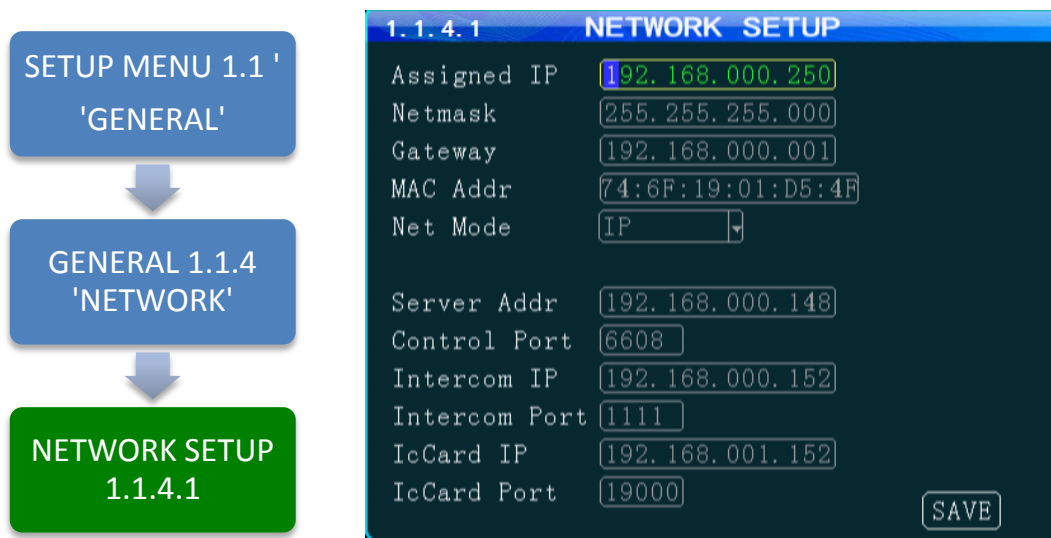 SETUP MENU 1.1 '
'GENERAL'
GENERAL 1.1.4
'NETWORK'
NETWORK SETUP
1.1.4.1
1.1.4.1 NETWORK SETUP
Assigned IP 192.168.000.250
Netmask 255.255.255.000
Gateway 192.168.000.001
MAC Addr 74:6F:19:01:D5:4F
Net Mode IP
Server Addr 192.168.000.148
Control Port 6608
Intercom IP 192.168.000.152
Intercom Port 1111
IcCard IP 192.168.001.152
IcCard Port 19000
SAVE